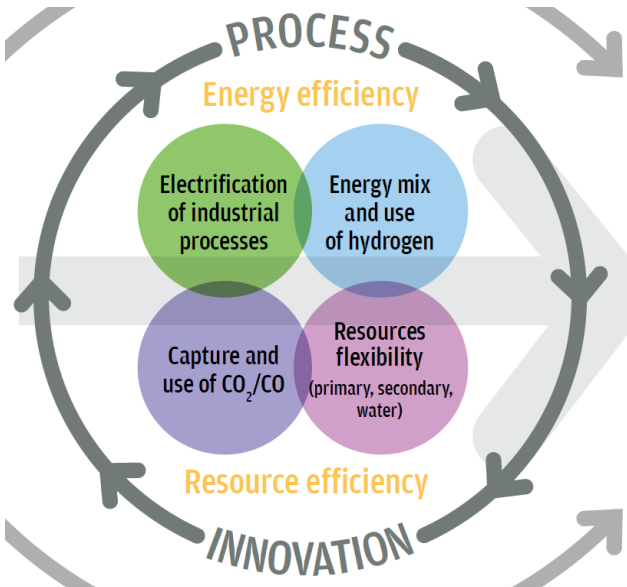 PROCESS
Energy efficiency
Electrification
of industrial
processes
Energy mix
and use
of hydrogen
Capture and
use of CO₂/CO
Resources
flexibility
(primary, secondary,
water)
Resource efficiency
INNOVATION